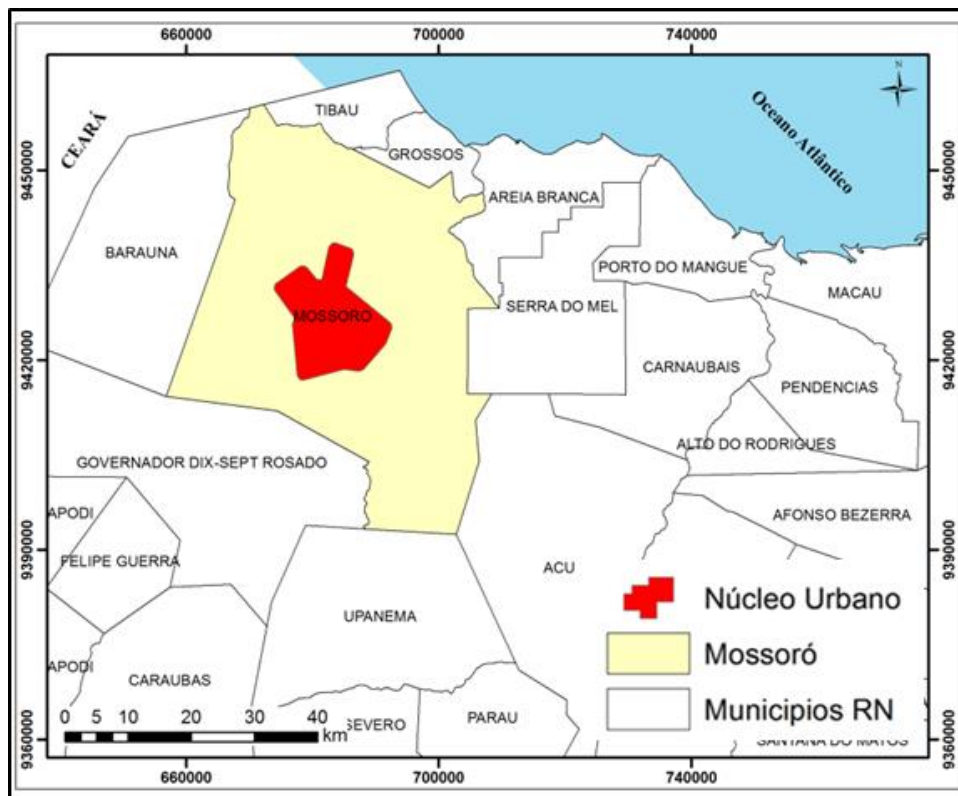 660000
700000
740000
9450000
9420000
9390000
9360000
CEARÁ
TIBAU
GROSSOS
N
Oceano Atlântico
AREIA BRANCA
BARAUNA
PORTO DO MANGUE
MACAU
MOSSORO
SERRA DO MEL
CARNAUBAIS
PENDENCIAS
ALTO DO RODRIGUES
GOVERNADOR DIX-SEPT ROSADO
APODI
AFONSO BEZERRA
FELIPE GUERRA
ACU
UPANEMA
APODI
CARAUBAS
SEVERO
PARAU
SANTANA DO MATOS
Núcleo Urbano
Mossoró
Municipios RN
0 5 10 20 30 40
km
9450000
9420000
9390000
9360000
660000
700000
740000